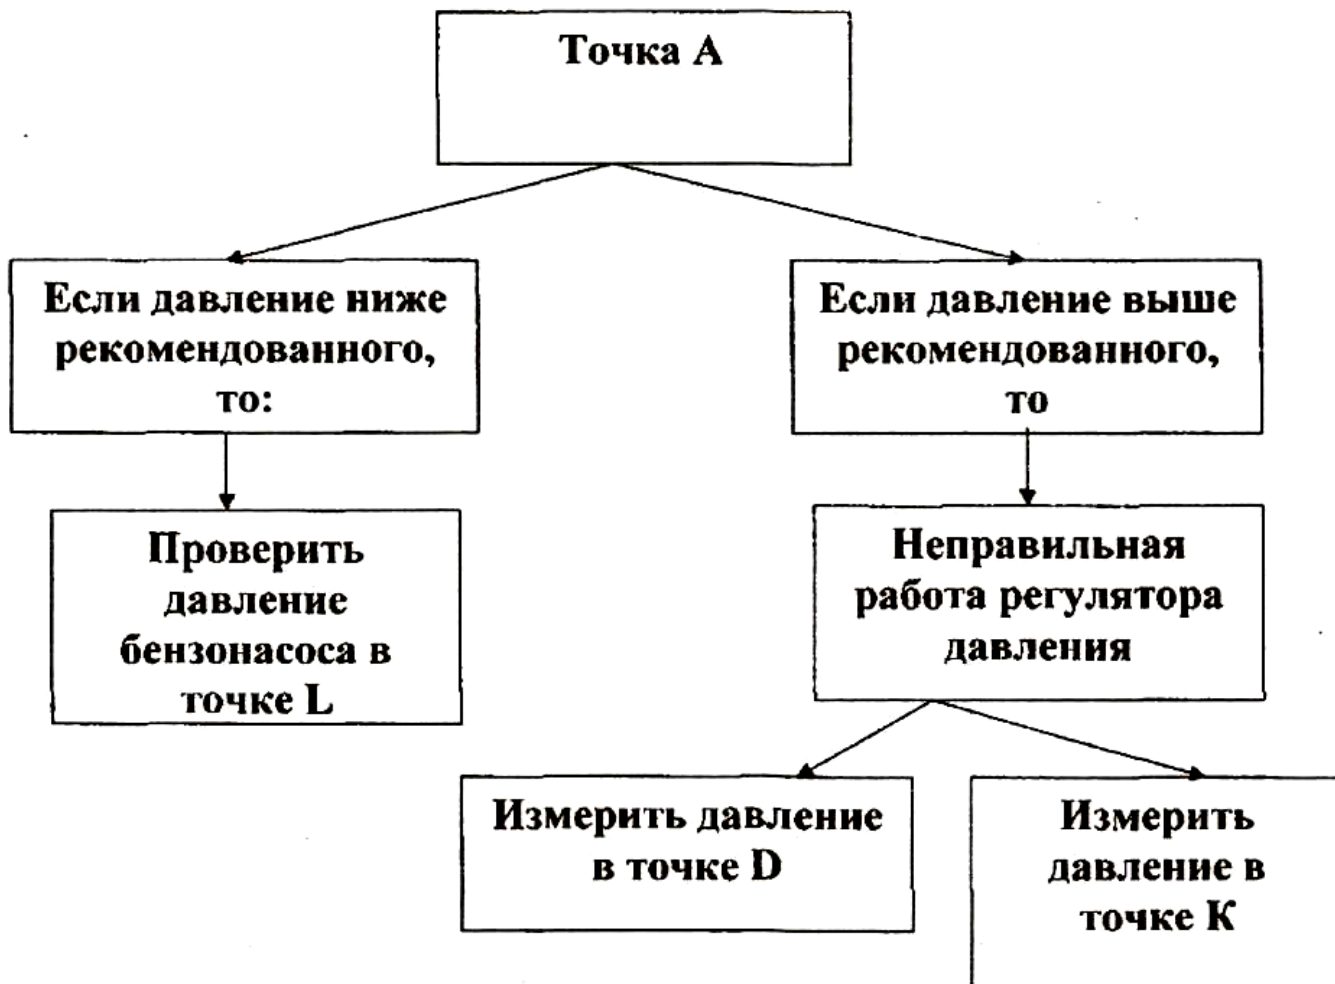 Точка А
Если давление ниже
рекомендованного,
то:
Если давление выше
рекомендованного,
то
Проверить
давление
бензонасоса в
точке L
Неправильная
работа регулятора
давления
Измерить давление
в точке D
Измерить
давление в
точке К